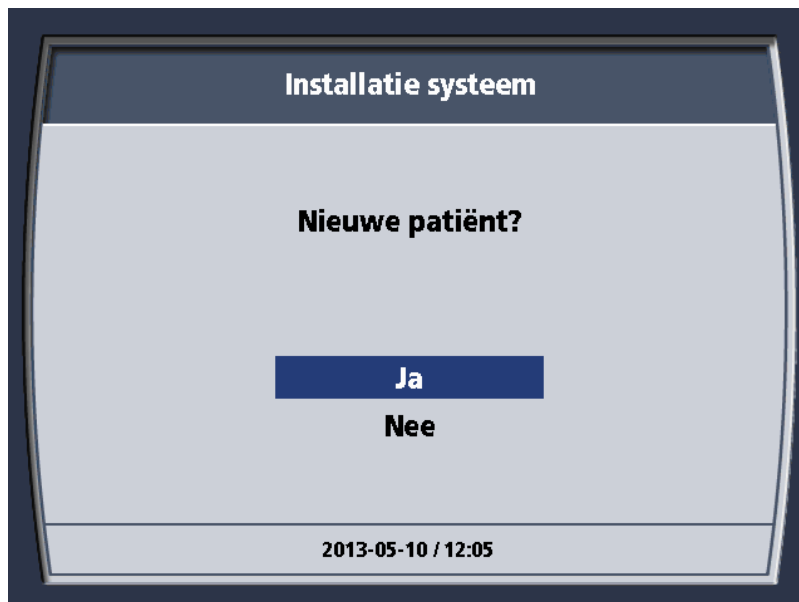 Installatie systeem
Nieuwe patiënt?
Ja
Nee
2013-05-10 / 12:05